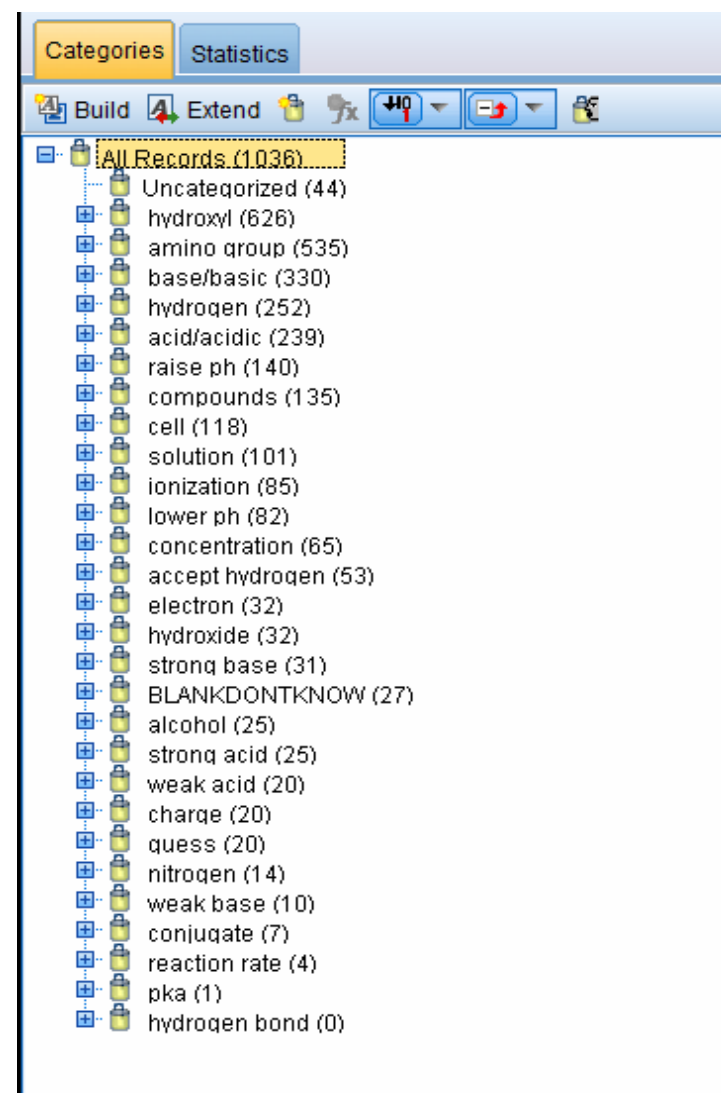 Categories Statistics
Build Extend
All Records (1036)
Uncategorized (44)
hydroxyl (626)
amino group (535)
base/basic (330)
hydrogen (252)
acid/acidic (239)
raise ph (140)
compounds (135)
cell (118)
solution (101)
ionization (85)
lower ph (82)
concentration (65)
accept hydrogen (53)
electron (32)
hydroxide (32)
strong base (31)
BLANKDONTKNOW (27)
alcohol (25)
strong acid (25)
weak acid (20)
charge (20)
guess (20)
nitrogen (14)
weak base (10)
conjugate (7)
reaction rate (4)
pka (1)
hydrogen bond (0)